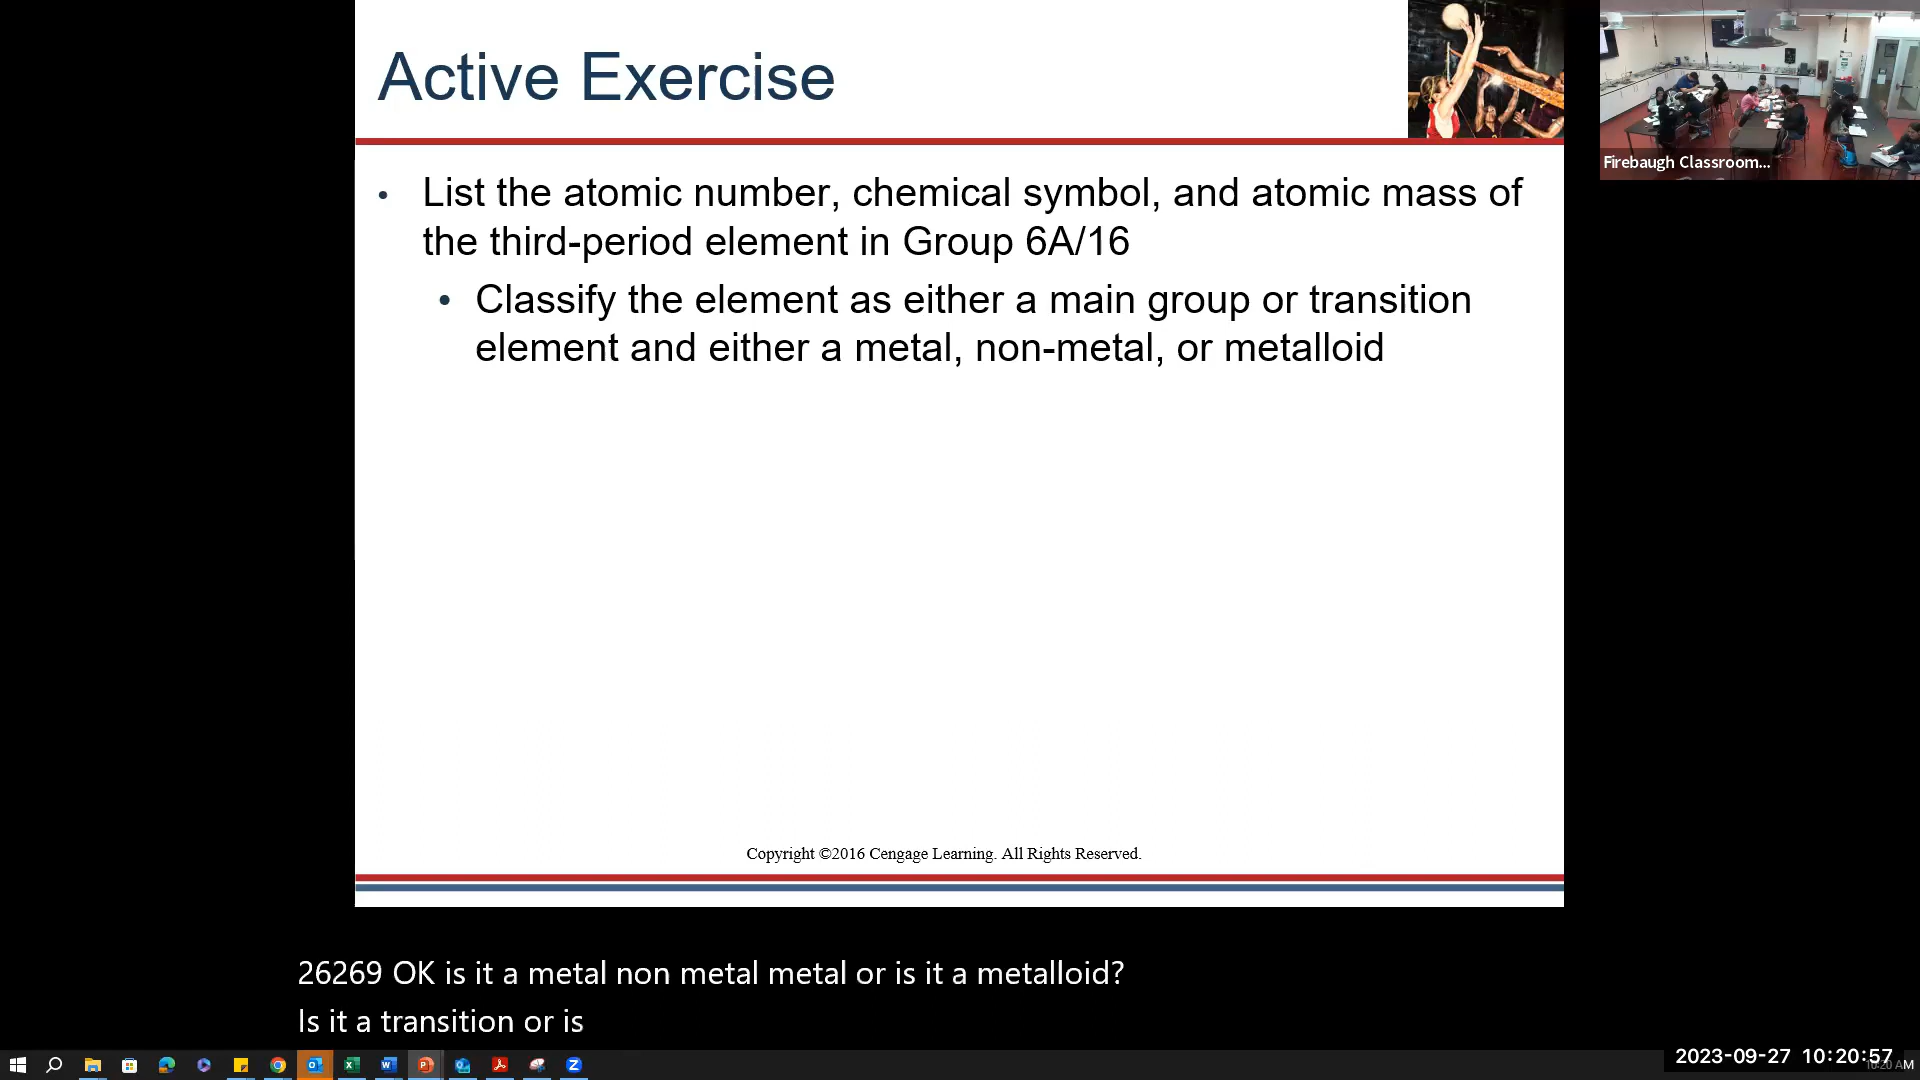 Active Exercise
Firebaugh Classroom...
• List the atomic number, chemical symbol, and atomic mass of
the third-period element in Group 6A/16
• Classify the element as either a main group or transition
element and either a metal, non-metal, or metalloid
Copyright ©2016 Cengage Learning. All Rights Reserved.
26269 OK is it a metal non metal metal or is it a metalloid?
Is it a transition or is
2023-09-27 10:20:57
10:20 AM